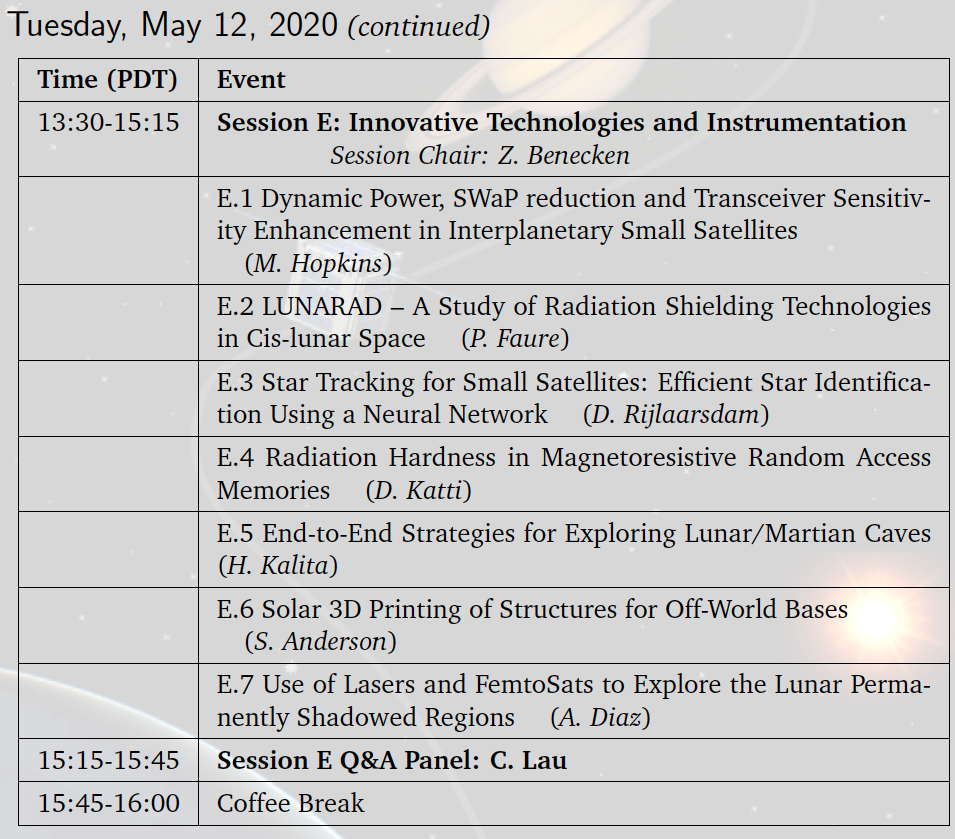 Tuesday, May 12, 2020 (continued)
Time (PDT) Event
13:30-15:15 Session E: Innovative Technologies and Instrumentation
Session Chair: Z. Benecken
E.1 Dynamic Power, SWaP reduction and Transceiver Sensitiv-
ity Enhancement in Interplanetary Small Satellites
(M. Hopkins)
E.2 LUNARAD – A Study of Radiation Shielding Technologies
in Cis-lunar Space (P. Faure)
E.3 Star Tracking for Small Satellites: Efficient Star Identifica-
tion Using a Neural Network (D. Rijlaarsdam)
E.4 Radiation Hardness in Magnetoresistive Random Access
Memories (D. Katti)
E.5 End-to-End Strategies for Exploring Lunar/Martian Caves
(H. Kalita)
E.6 Solar 3D Printing of Structures for Off-World Bases
(S. Anderson)
E.7 Use of Lasers and FemtoSats to Explore the Lunar Perma-
nently Shadowed Regions (A. Diaz)
15:15-15:45 Session E Q&A Panel: C. Lau
15:45-16:00 Coffee Break